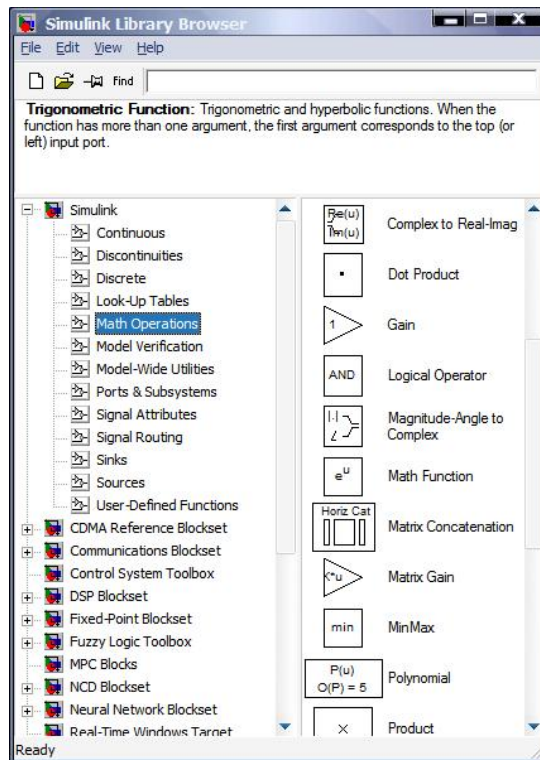 Simulink Library Browser
File Edit View Help
Find
Trigonometric Function: Trigonometric and hyperbolic functions. When the
function has more than one argument, the first argument corresponds to the top (or
left) input port.
Simulink
Continuous
Discontinuities
Discrete
Look-Up Tables
Math Operations
Model Verification
Model-Wide Utilities
Ports & Subsystems
Signal Attributes
Signal Routing
Sinks
Sources
User-Defined Functions
CDMA Reference Blockset
Communications Blockset
Control System Toolbox
DSP Blockset
Fixed-Point Blockset
Fuzzy Logic Toolbox
MPC Blocks
NCD Blockset
Neural Network Blockset
Real-Time Windows Target
Re(u)
Im(u)
Complex to Real-Imag
Dot Product
1
Gain
AND
Logical Operator
|·|
∠
Magnitude-Angle to
Complex
e^u
Math Function
Horiz Cat
Matrix Concatenation
K*u
Matrix Gain
min
MinMax
P(u)
O(P) = 5
Polynomial
×
Product
Ready